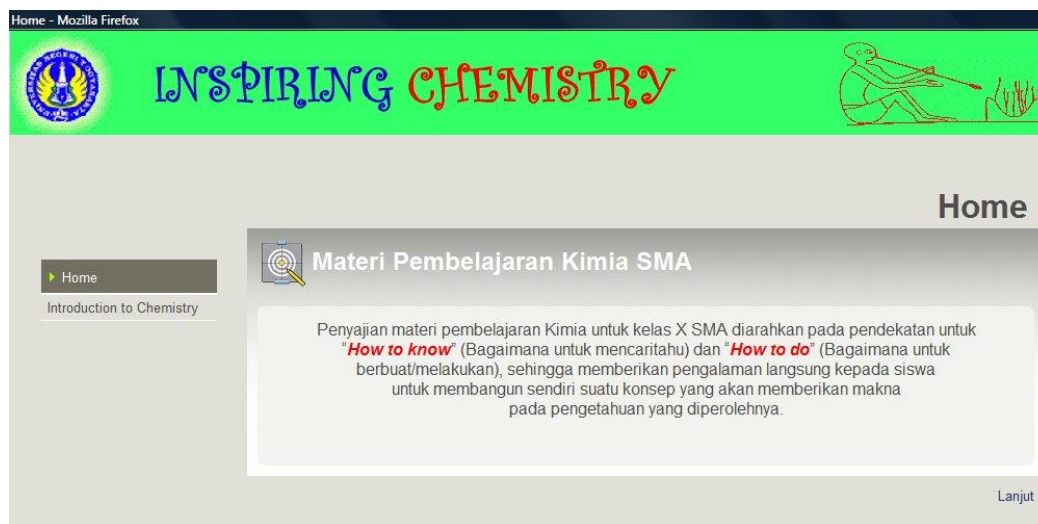 Home - Mozilla Firefox
UNIVERSITAS NEGERI YOGYAKARTA
INSPIRING CHEMISTRY
Home
Home
Introduction to Chemistry
Materi Pembelajaran Kimia SMA
Penyajian materi pembelajaran Kimia untuk kelas X SMA diarahkan pada pendekatan untuk
"How to know" (Bagaimana untuk mencaritahu) dan "How to do" (Bagaimana untuk
berbuat/melakukan), sehingga memberikan pengalaman langsung kepada siswa
untuk membangun sendiri suatu konsep yang akan memberikan makna
pada pengetahuan yang diperolehnya.
Lanjut